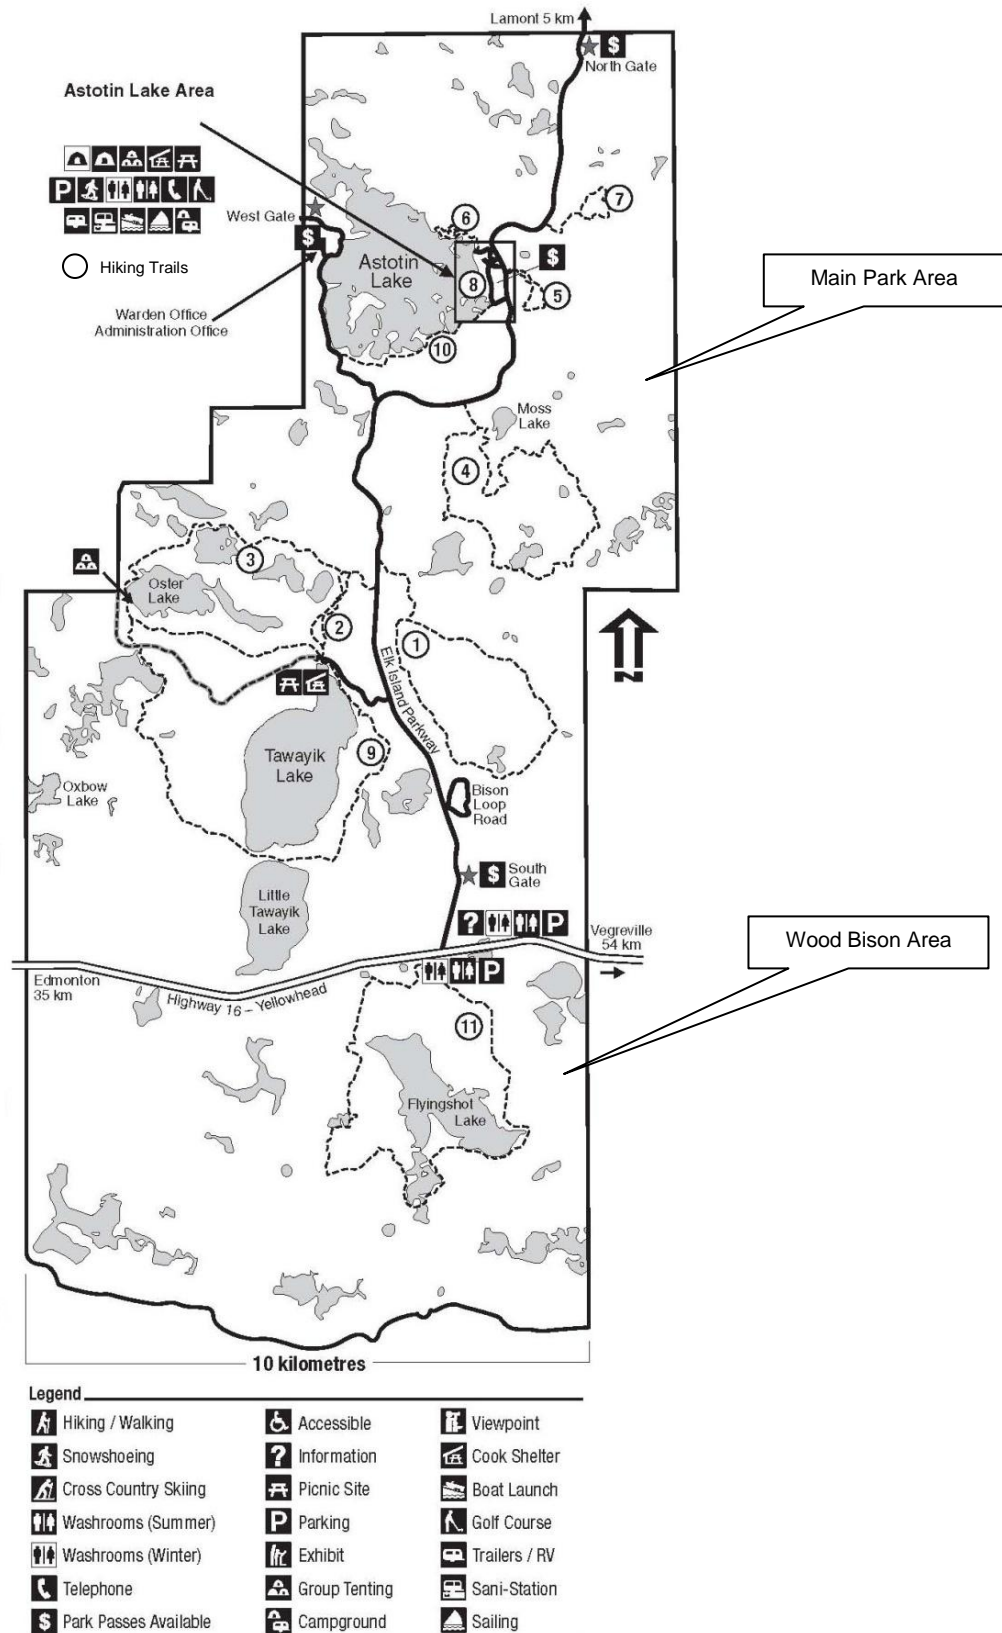 Lamont 5 km
$
North Gate
Astotin Lake Area
P
West Gate
$
Hiking Trails
Warden Office
Administration Office
Astotin
Lake
6
7
8
$
5
10
Main Park Area
Moss
Lake
4
3
Oster
Lake
2
1
Elk Island Parkway
N
Tawayik
Lake
9
Oxbow
Lake
Bison
Loop
Road
$
South
Gate
Little
Tawayik
Lake
? P
Vegreville
54 km
Wood Bison Area
P
Edmonton
35 km
Highway 16 – Yellowhead
11
Flyingshot
Lake
10 kilometres
Legend
Hiking / Walking
Snowshoeing
Cross Country Skiing
Washrooms (Summer)
Washrooms (Winter)
Telephone
$ Park Passes Available
Accessible
? Information
Picnic Site
P Parking
Exhibit
Group Tenting
Campground
Viewpoint
Cook Shelter
Boat Launch
Golf Course
Trailers / RV
Sani-Station
Sailing